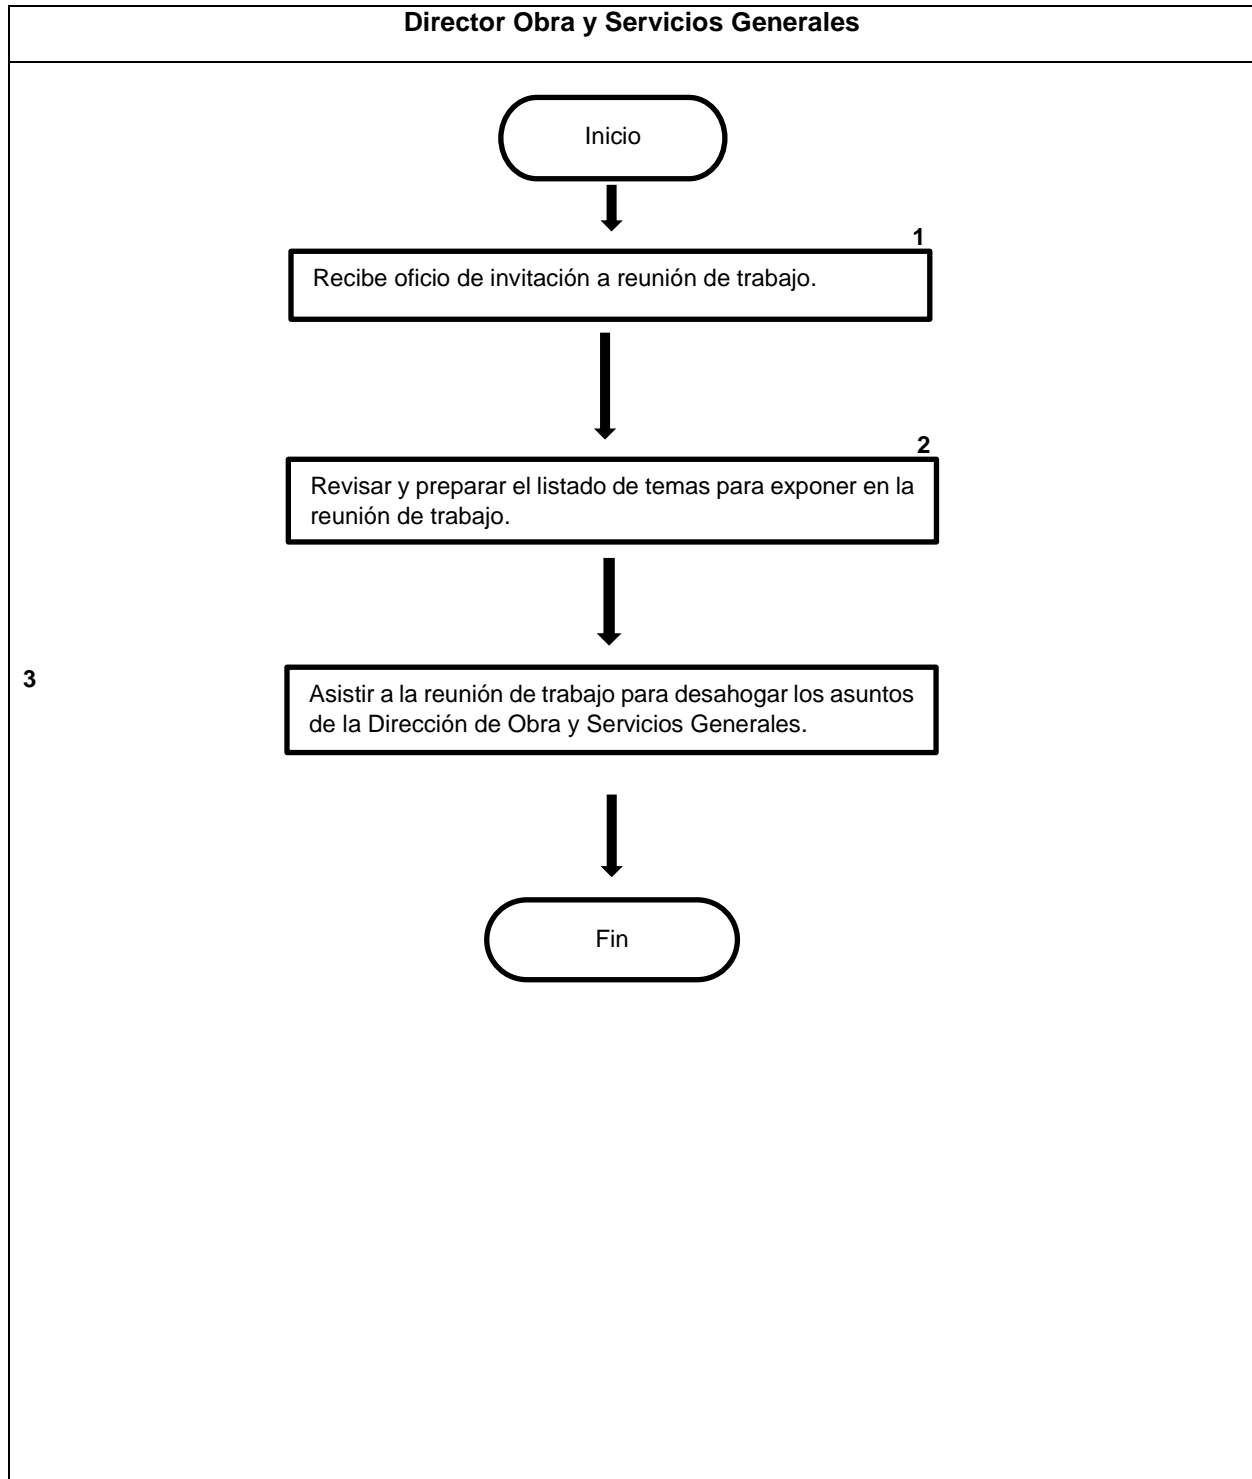 Director Obra y Servicios Generales
Inicio
1
Recibe oficio de invitación a reunión de trabajo.
2
Revisar y preparar el listado de temas para exponer en la
reunión de trabajo.
3
Asistir a la reunión de trabajo para desahogar los asuntos
de la Dirección de Obra y Servicios Generales.
Fin